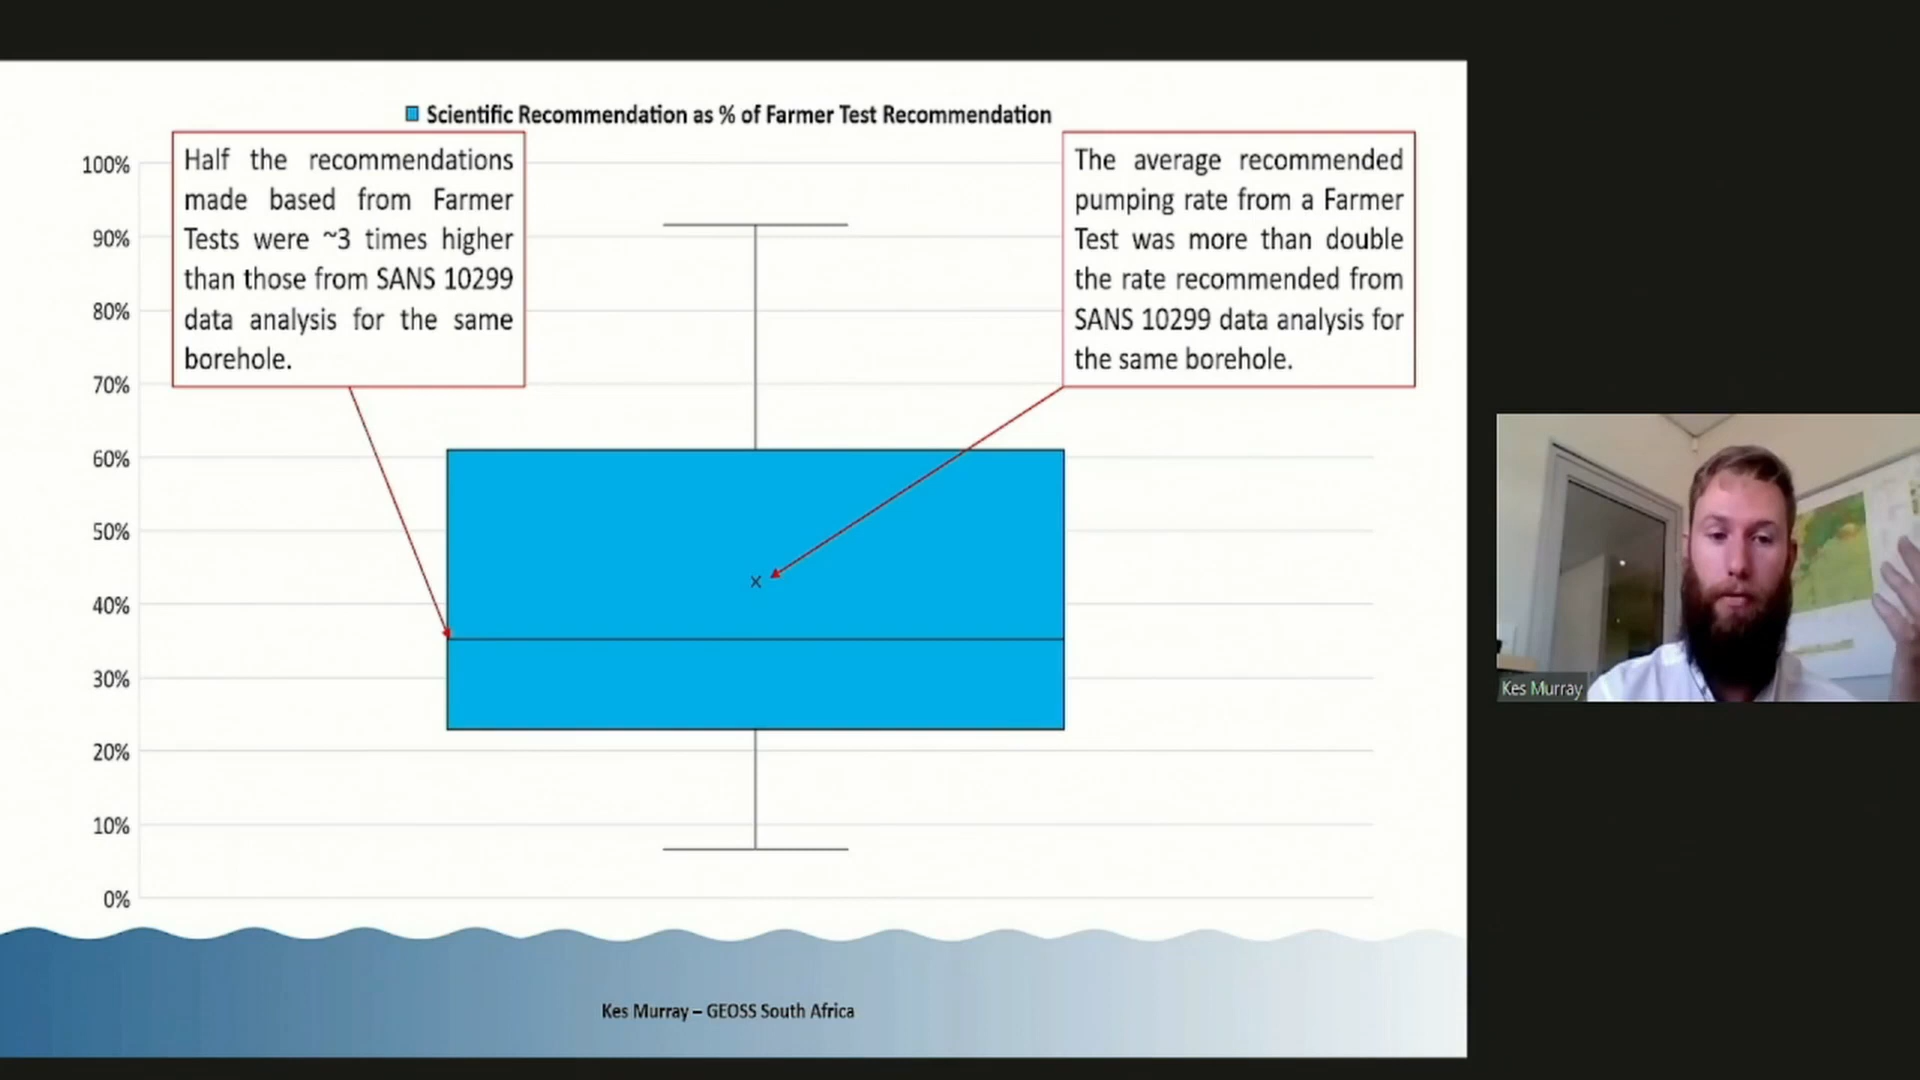 Scientific Recommendation as % of Farmer Test Recommendation
Half the recommendations
made based from Farmer
Tests were ~3 times higher
than those from SANS 10299
data analysis for the same
borehole.
The average recommended
pumping rate from a Farmer
Test was more than double
the rate recommended from
SANS 10299 data analysis for
the same borehole.
100%
90%
80%
70%
60%
50%
40%
30%
20%
10%
0%
x
Kes Murray
Kes Murray – GEOSS South Africa